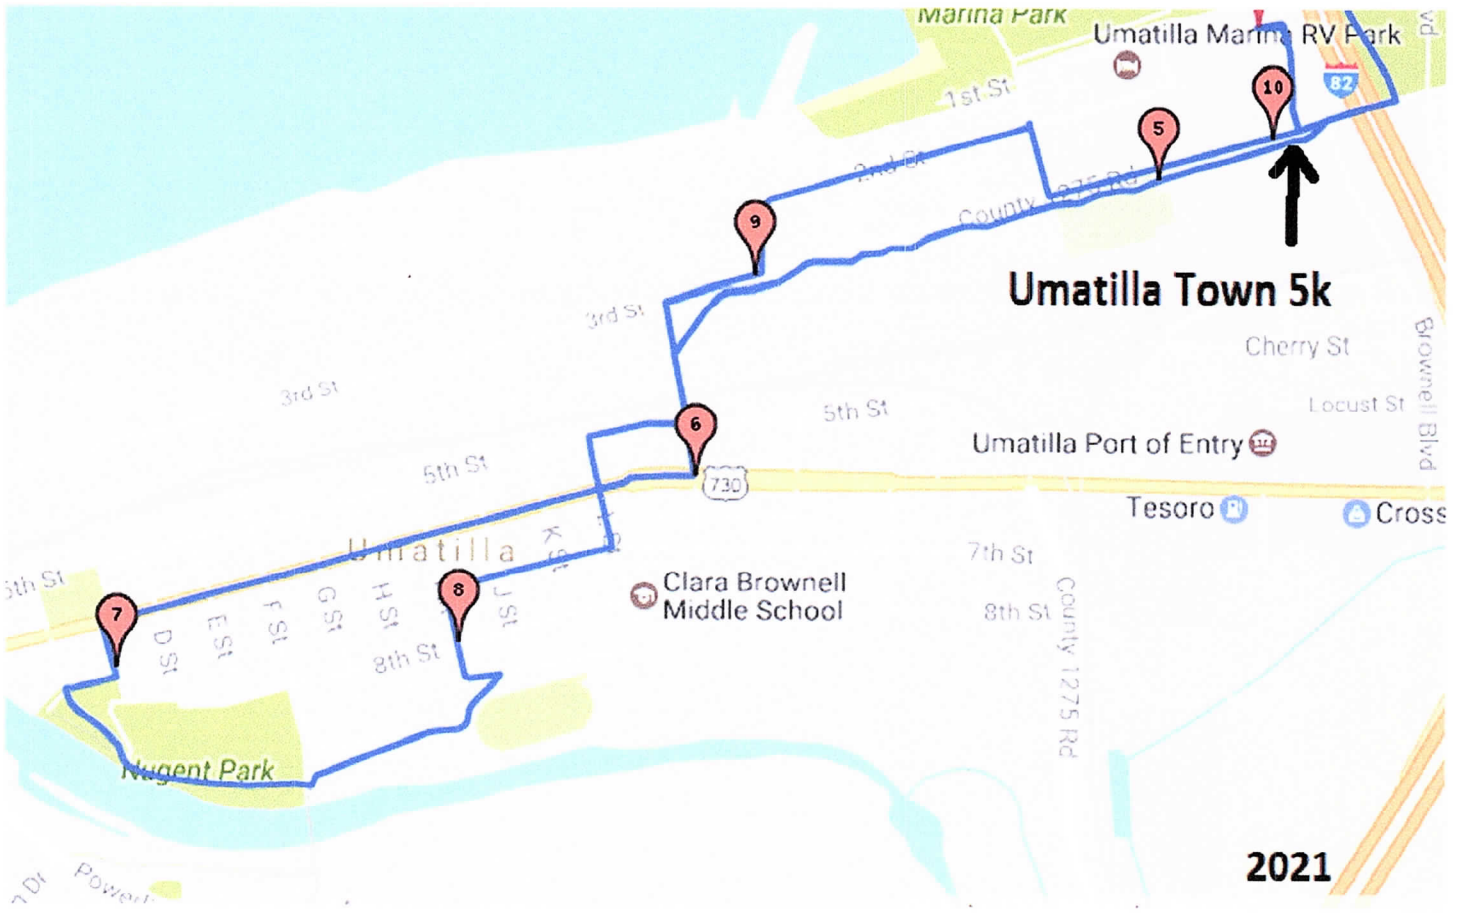 Marina Park
Umatilla Marina RV Park
82
1st St
10
5
2nd
County 1275 Rd
9
Umatilla Town 5k
3rd St
Cherry St
Brownell Blvd
3rd St
Locust St
5th St
6
Umatilla Port of Entry
5th St
730
Tesoro
Cross
Umatilla
K St
7th St
5th St
Clara Brownell
Middle School
8
7
D St
E St
F St
G St
H St
J St
8th St
8th St
County 1275 Rd
Nugent Park
2021